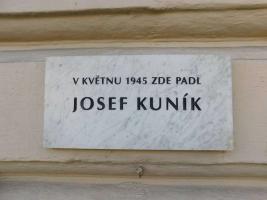 V KVĚTNU 1945 ZDE PADL
JOSEF KUNÍK